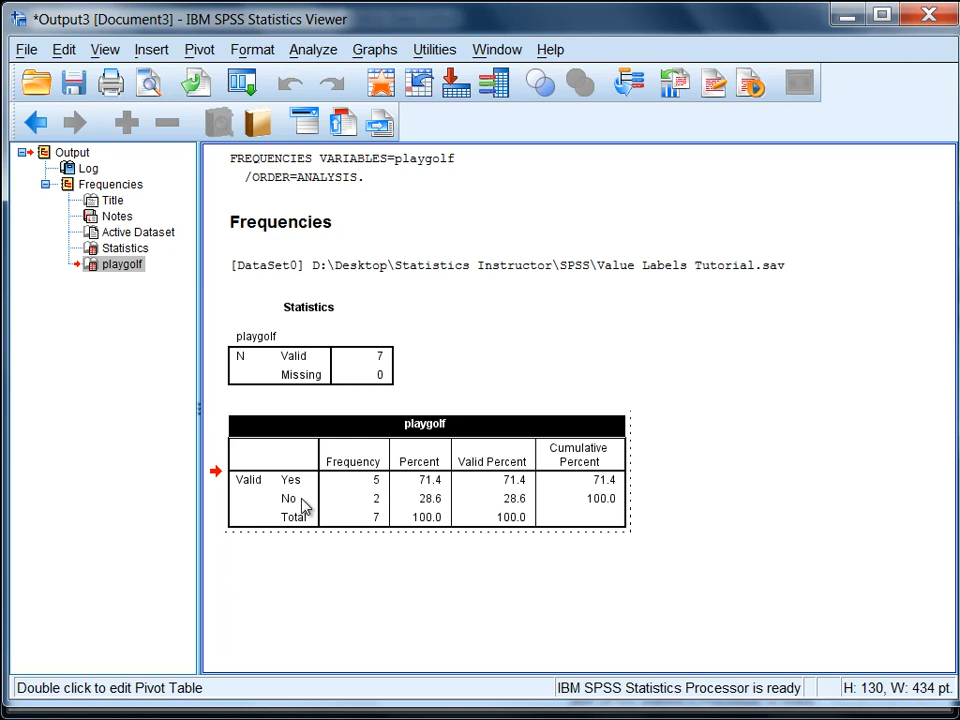 *Output3 [Document3] - IBM SPSS Statistics Viewer
File Edit View Insert Pivot Format Analyze Graphs Utilities Window Help
Output
Log
Frequencies
Title
Notes
Active Dataset
Statistics
playgolf
FREQUENCIES VARIABLES=playgolf
/ORDER=ANALYSIS.
Frequencies
[DataSet0] D:\Desktop\Statistics Instructor\SPSS\Value Labels Tutorial.sav
Statistics
playgolf
N Valid 7
Missing 0
playgolf
Frequency Percent Valid Percent Cumulative Percent
Valid Yes 5 71.4 71.4 71.4
No 2 28.6 28.6 100.0
Total 7 100.0 100.0
Double click to edit Pivot Table IBM SPSS Statistics Processor is ready H: 130, W: 434 pt.